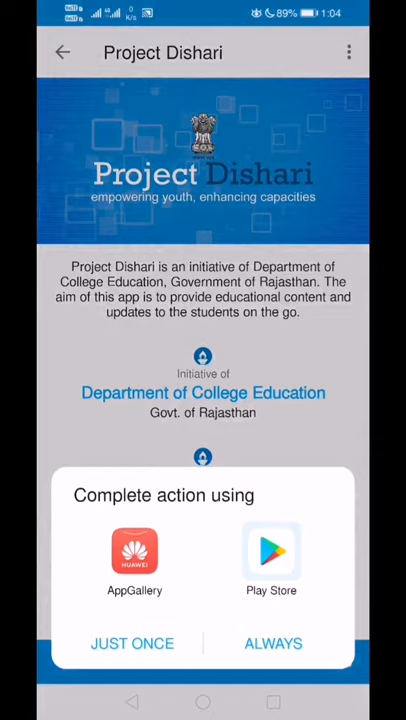 89% 1:04
Project Dishari
Project Dishari
empowering youth, enhancing capacities
Project Dishari is an initiative of Department of
College Education, Government of Rajasthan. The
aim of this app is to provide educational content and
updates to the students on the go.
Initiative of
Department of College Education
Govt. of Rajasthan
Complete action using
HUAWEI
AppGallery
Play Store
JUST ONCE
ALWAYS